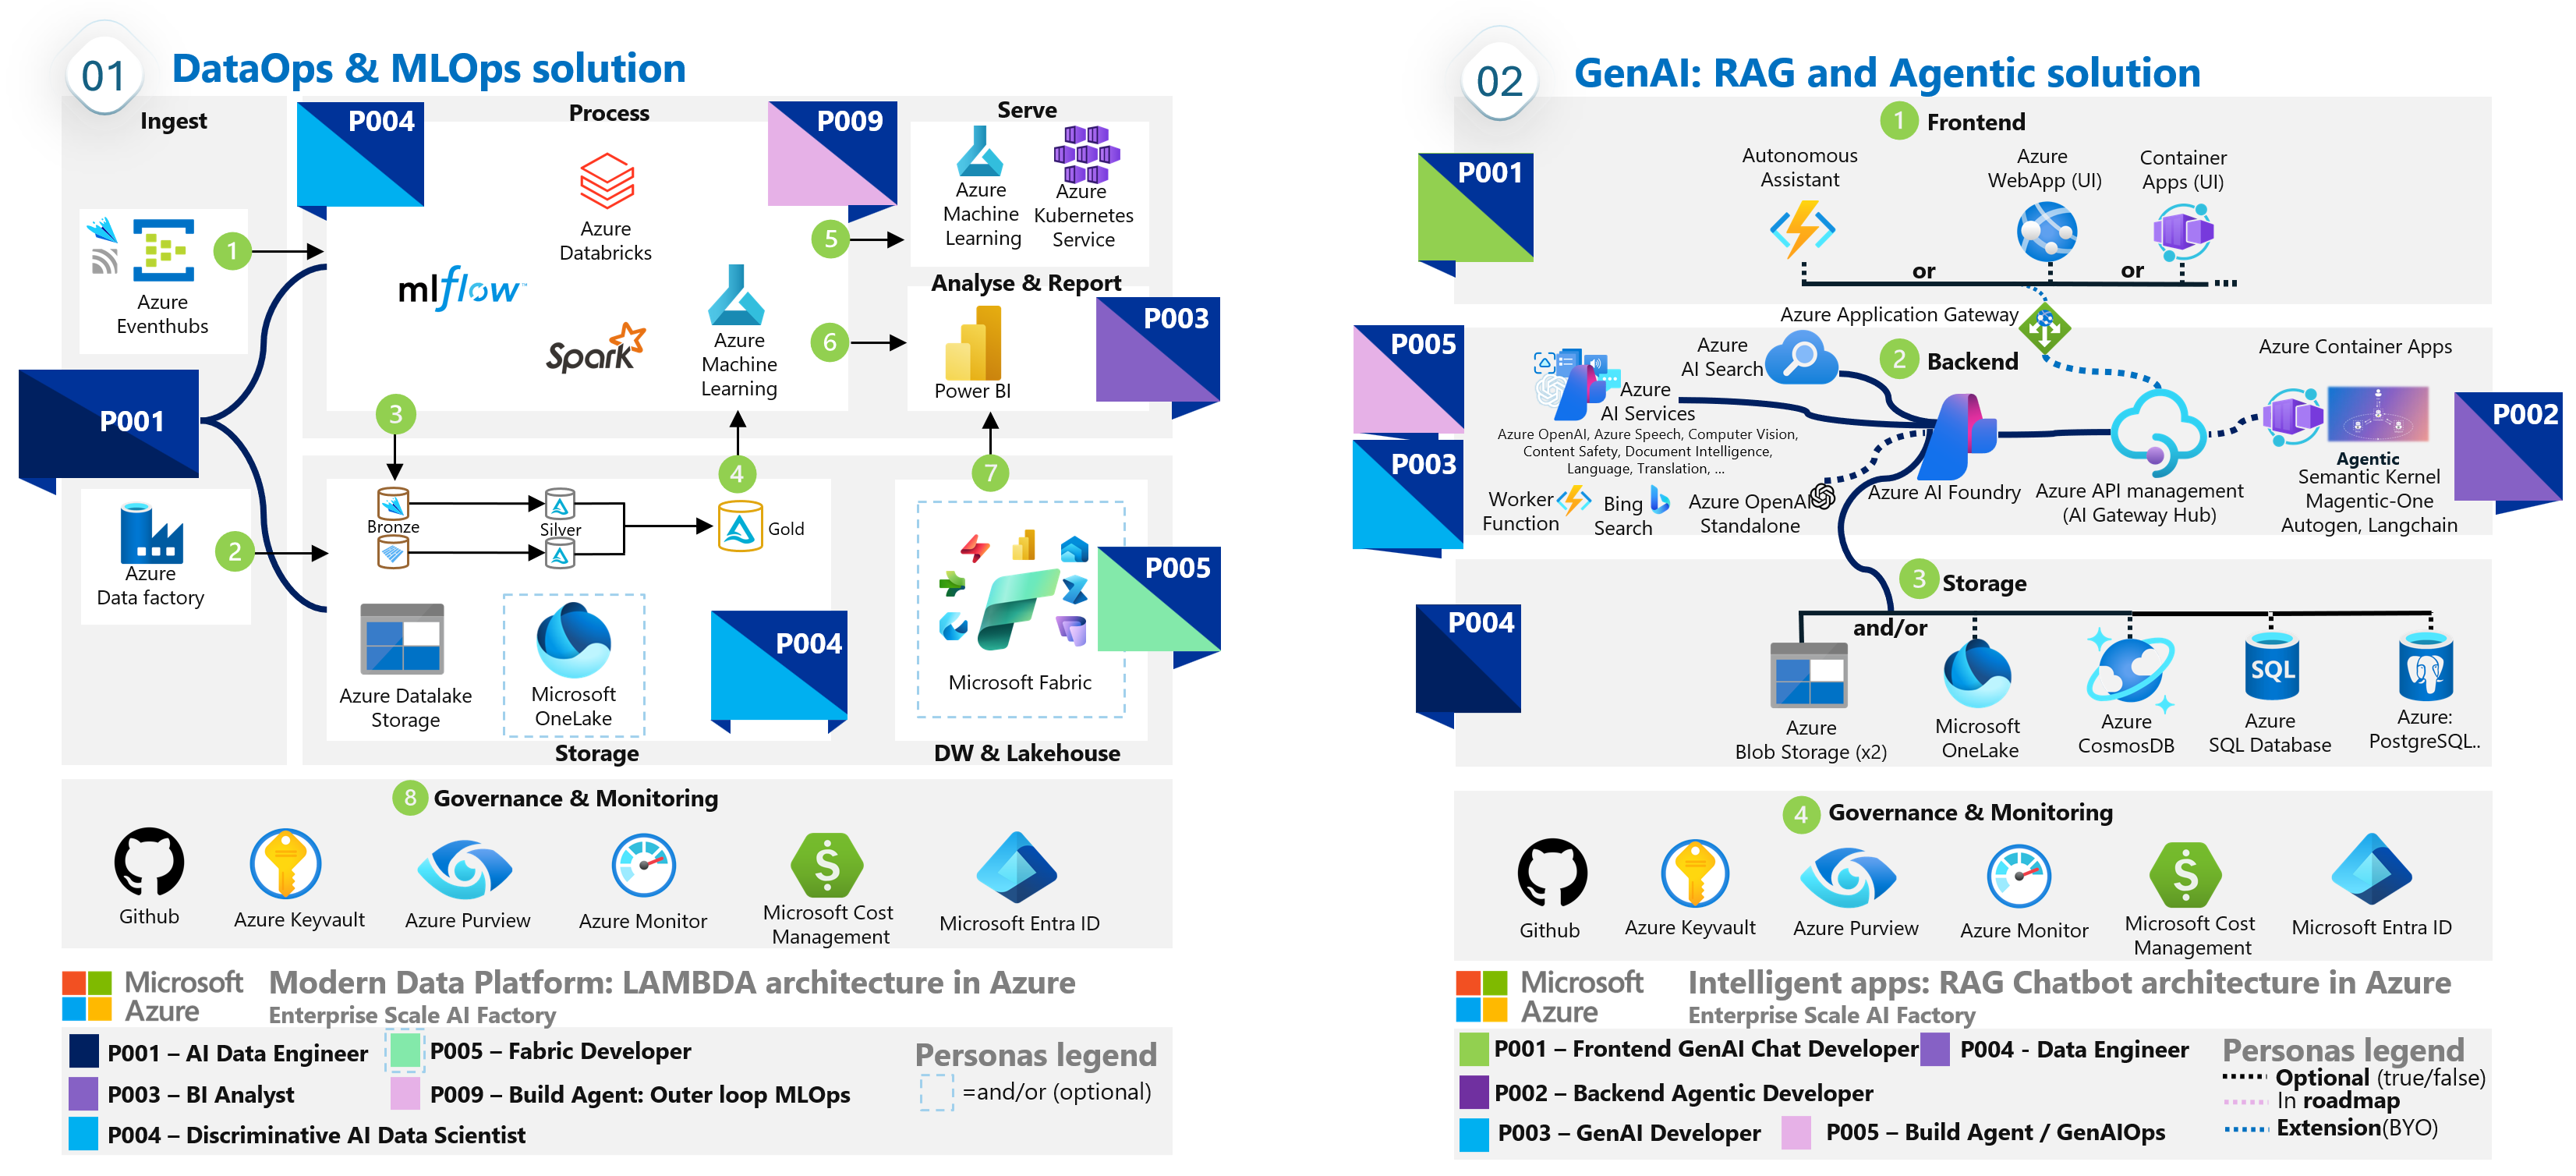 01
DataOps & MLOps solution
Ingest
P004
Process
P009
Serve
Azure
Databricks
Azure
Machine
Learning
Azure
Kubernetes
Service
1
Azure
Eventhubs
5
mlflow™
Spark
Azure
Machine
Learning
Analyse & Report
6
Power BI
P003
P001
3
4
7
2
Azure
Data factory
Bronze
Silver
Gold
Azure Datalake
Storage
Microsoft
OneLake
P004
Storage
P005
Microsoft Fabric
DW & Lakehouse
8
Governance & Monitoring
Github
Azure Keyvault
Azure Purview
Azure Monitor
Microsoft Cost
Management
Microsoft Entra ID
Microsoft
Azure
Modern Data Platform: LAMBDA architecture in Azure
Enterprise Scale AI Factory
P001 – AI Data Engineer
P005 – Fabric Developer
P003 – BI Analyst
P009 – Build Agent: Outer loop MLOps
P004 – Discriminative AI Data Scientist
Personas legend
=and/or (optional)
02
GenAI: RAG and Agentic solution
1
Frontend
P001
Autonomous
Assistant
Azure
WebApp (UI)
Container
Apps (UI)
or
or
Azure Application Gateway
P005
Azure
AI Search
2
Backend
Azure Container Apps
Azure
AI Services
Azure OpenAI, Azure Speech, Computer Vision,
Content Safety, Document Intelligence,
Language, Translation, ...
P003
Worker
Function
Bing
Search
Azure OpenAI
Standalone
Azure AI Foundry
Azure API management
(AI Gateway Hub)
Agentic
Semantic Kernel
Magentic-One
Autogen, Langchain
P002
3
Storage
P004
and/or
SQL
Azure
Blob Storage (x2)
Microsoft
OneLake
Azure
CosmosDB
Azure
SQL Database
Azure:
PostgreSQL..
4
Governance & Monitoring
Github
Azure Keyvault
Azure Purview
Azure Monitor
Microsoft Cost
Management
Microsoft Entra ID
Microsoft
Azure
Intelligent apps: RAG Chatbot architecture in Azure
Enterprise Scale AI Factory
P001 – Frontend GenAI Chat Developer
P004 - Data Engineer
P002 – Backend Agentic Developer
P003 – GenAI Developer
P005 – Build Agent / GenAIOps
Personas legend
Optional (true/false)
In roadmap
Extension(BYO)